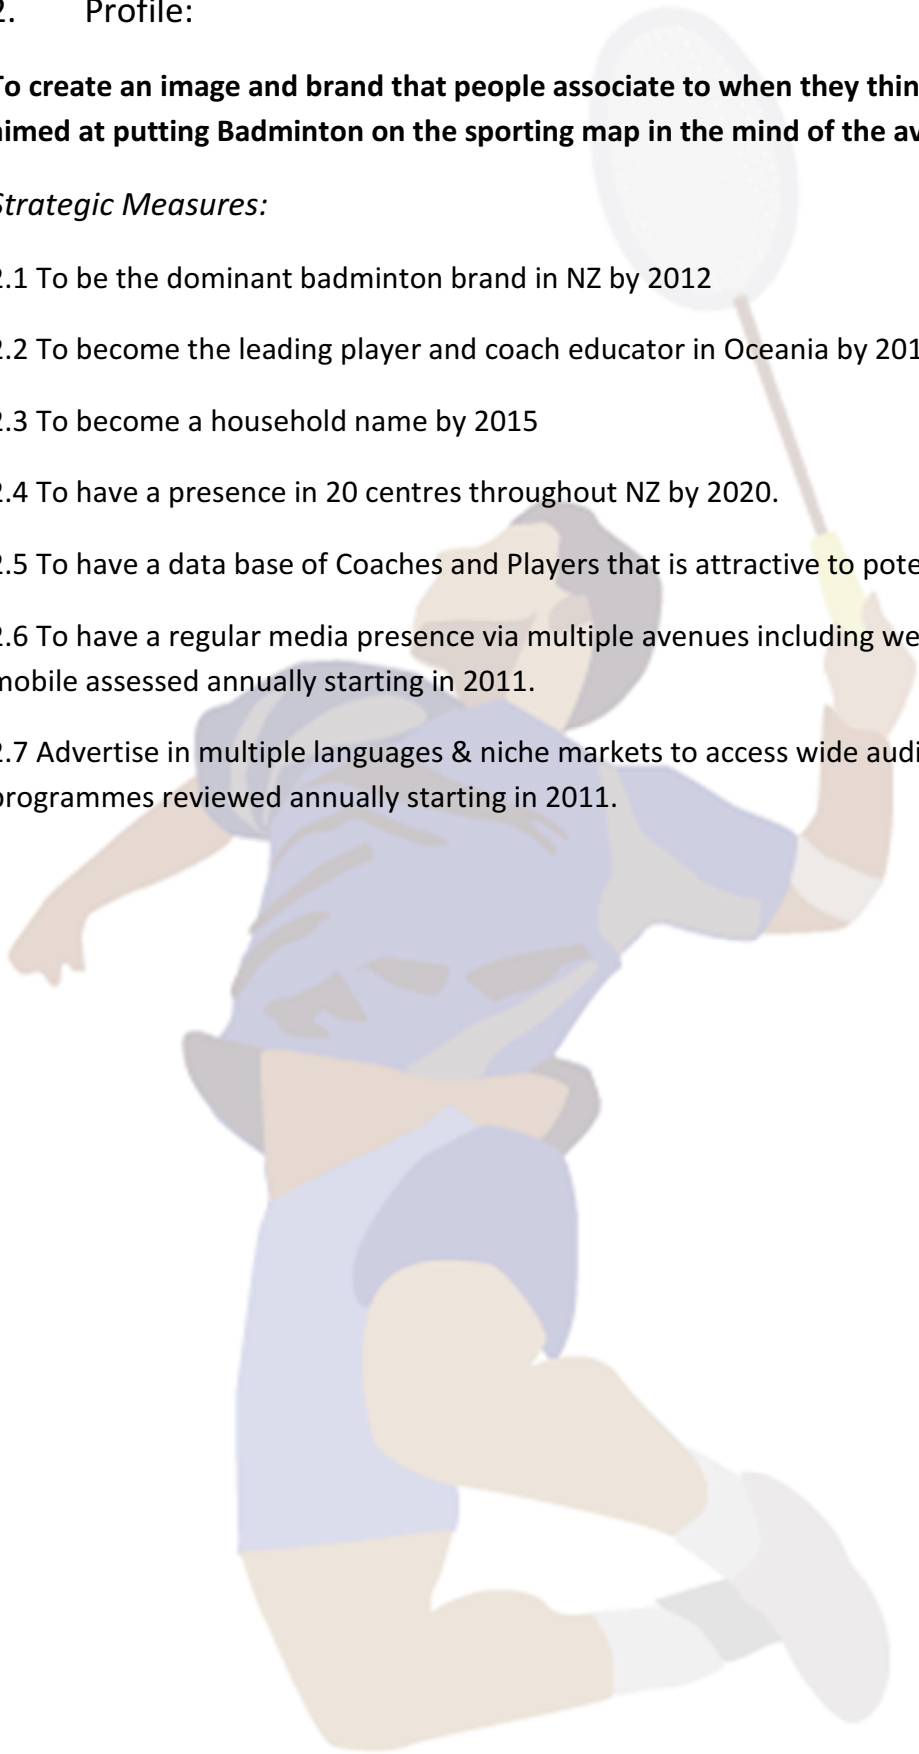 2. Profile:
To create an image and brand that people associate to when they
aimed at putting Badminton on the sporting map in the mind of the
Strategic Measures:
2.1 To be the dominant badminton brand in NZ by 2012
2.2 To become the leading player and coach educator in Oceania by
2.3 To become a household name by 2015
2.4 To have a presence in 20 centres throughout NZ by 2020.
2.5 To have a data base of Coaches and Players that is attractive to
2.6 To have a regular media presence via multiple avenues including
mobile assessed annually starting in 2011.
2.7 Advertise in multiple languages & niche markets to access wide
programmes reviewed annually starting in 2011.